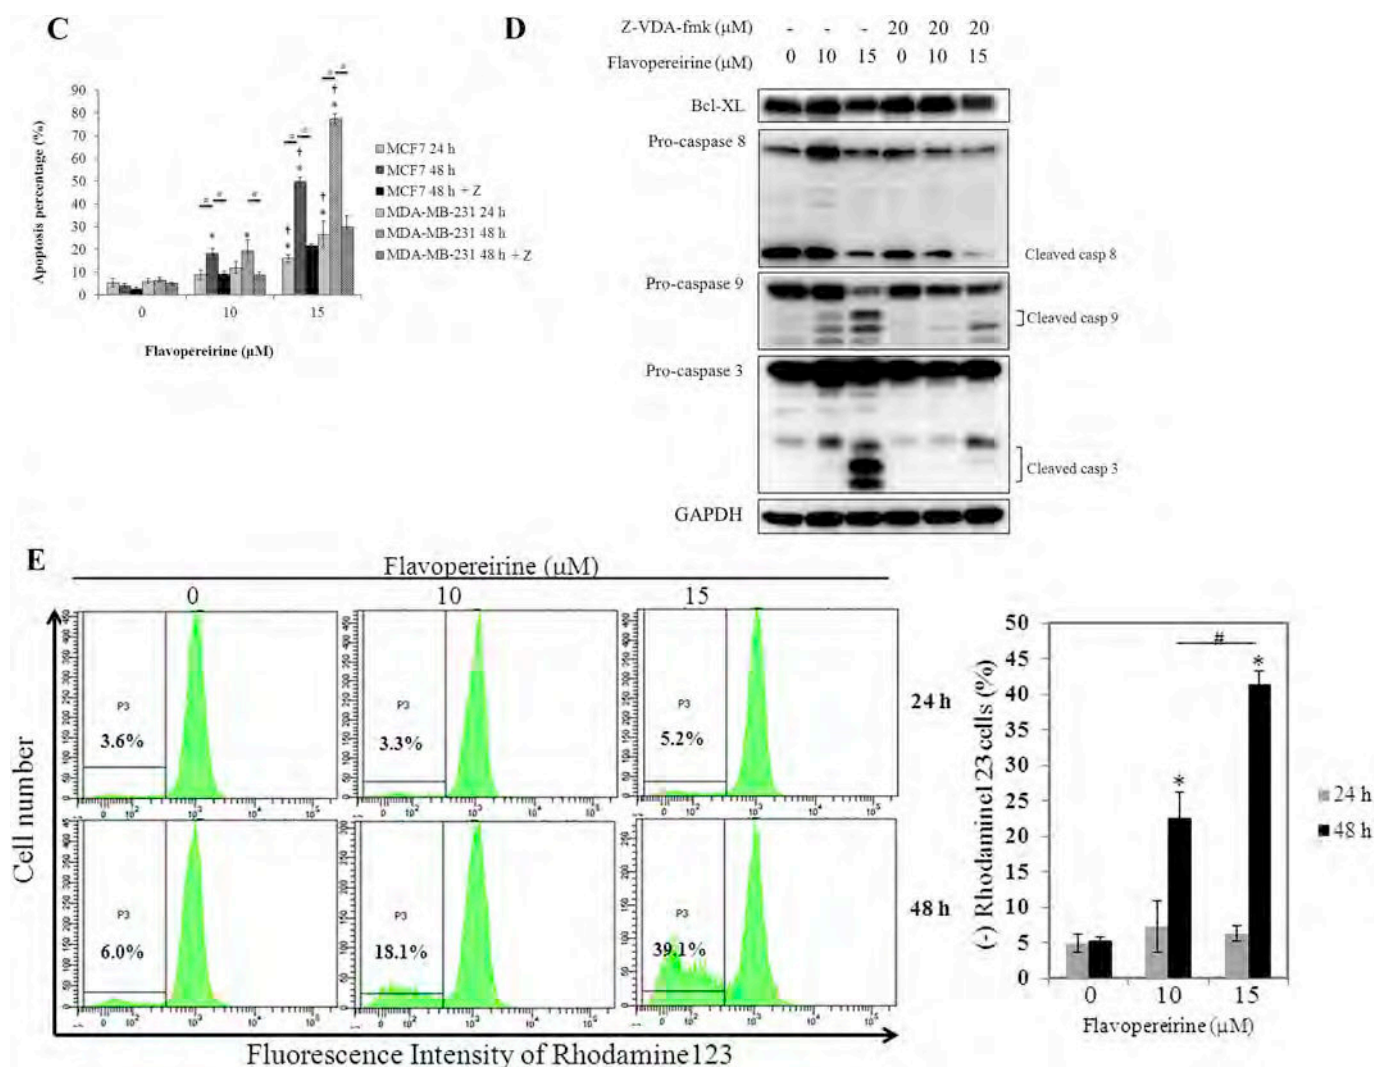 C
90
80
70
60
50
40
30
20
10
0
Apoptosis percentage (%)
0 10 15
Flavopereirine (µM)
MCF7 24 h
MCF7 48 h
MCF7 48 h + Z
MDA-MB-231 24 h
MDA-MB-231 48 h
MDA-MB-231 48 h + Z
D
Z-VDA-fmk (µM) - - - 20 20 20
Flavopereirine (µM) 0 10 15 0 10 15
Bcl-XL
Pro-caspase 8
Cleaved casp 8
Pro-caspase 9
Cleaved casp 9
Pro-caspase 3
Cleaved casp 3
GAPDH
E
Flavopereirine (µM)
0 10 15
P3
3.6%
P3
3.3%
P3
5.2%
24 h
P3
6.0%
P3
18.1%
P3
39.1%
48 h
Cell number
Fluorescence Intensity of Rhodamine123
50
45
40
35
30
25
20
15
10
5
0
(-) Rhodamine123 cells (%)
#
*
*
0 10 15
Flavopereirine (µM)
24 h
48 h